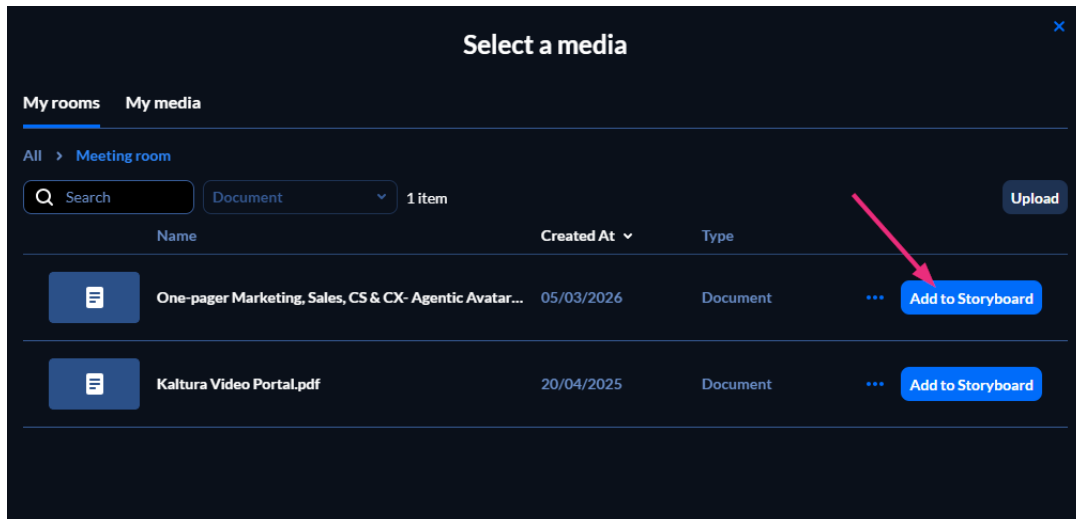 Select a media
My rooms My media
All > Meeting room
Search Document 1 item Upload
Name Created At Type
One-pager Marketing, Sales, CS & CX- Agentic Avatar... 05/03/2026 Document ... Add to Storyboard
Kaltura Video Portal.pdf 20/04/2025 Document ... Add to Storyboard